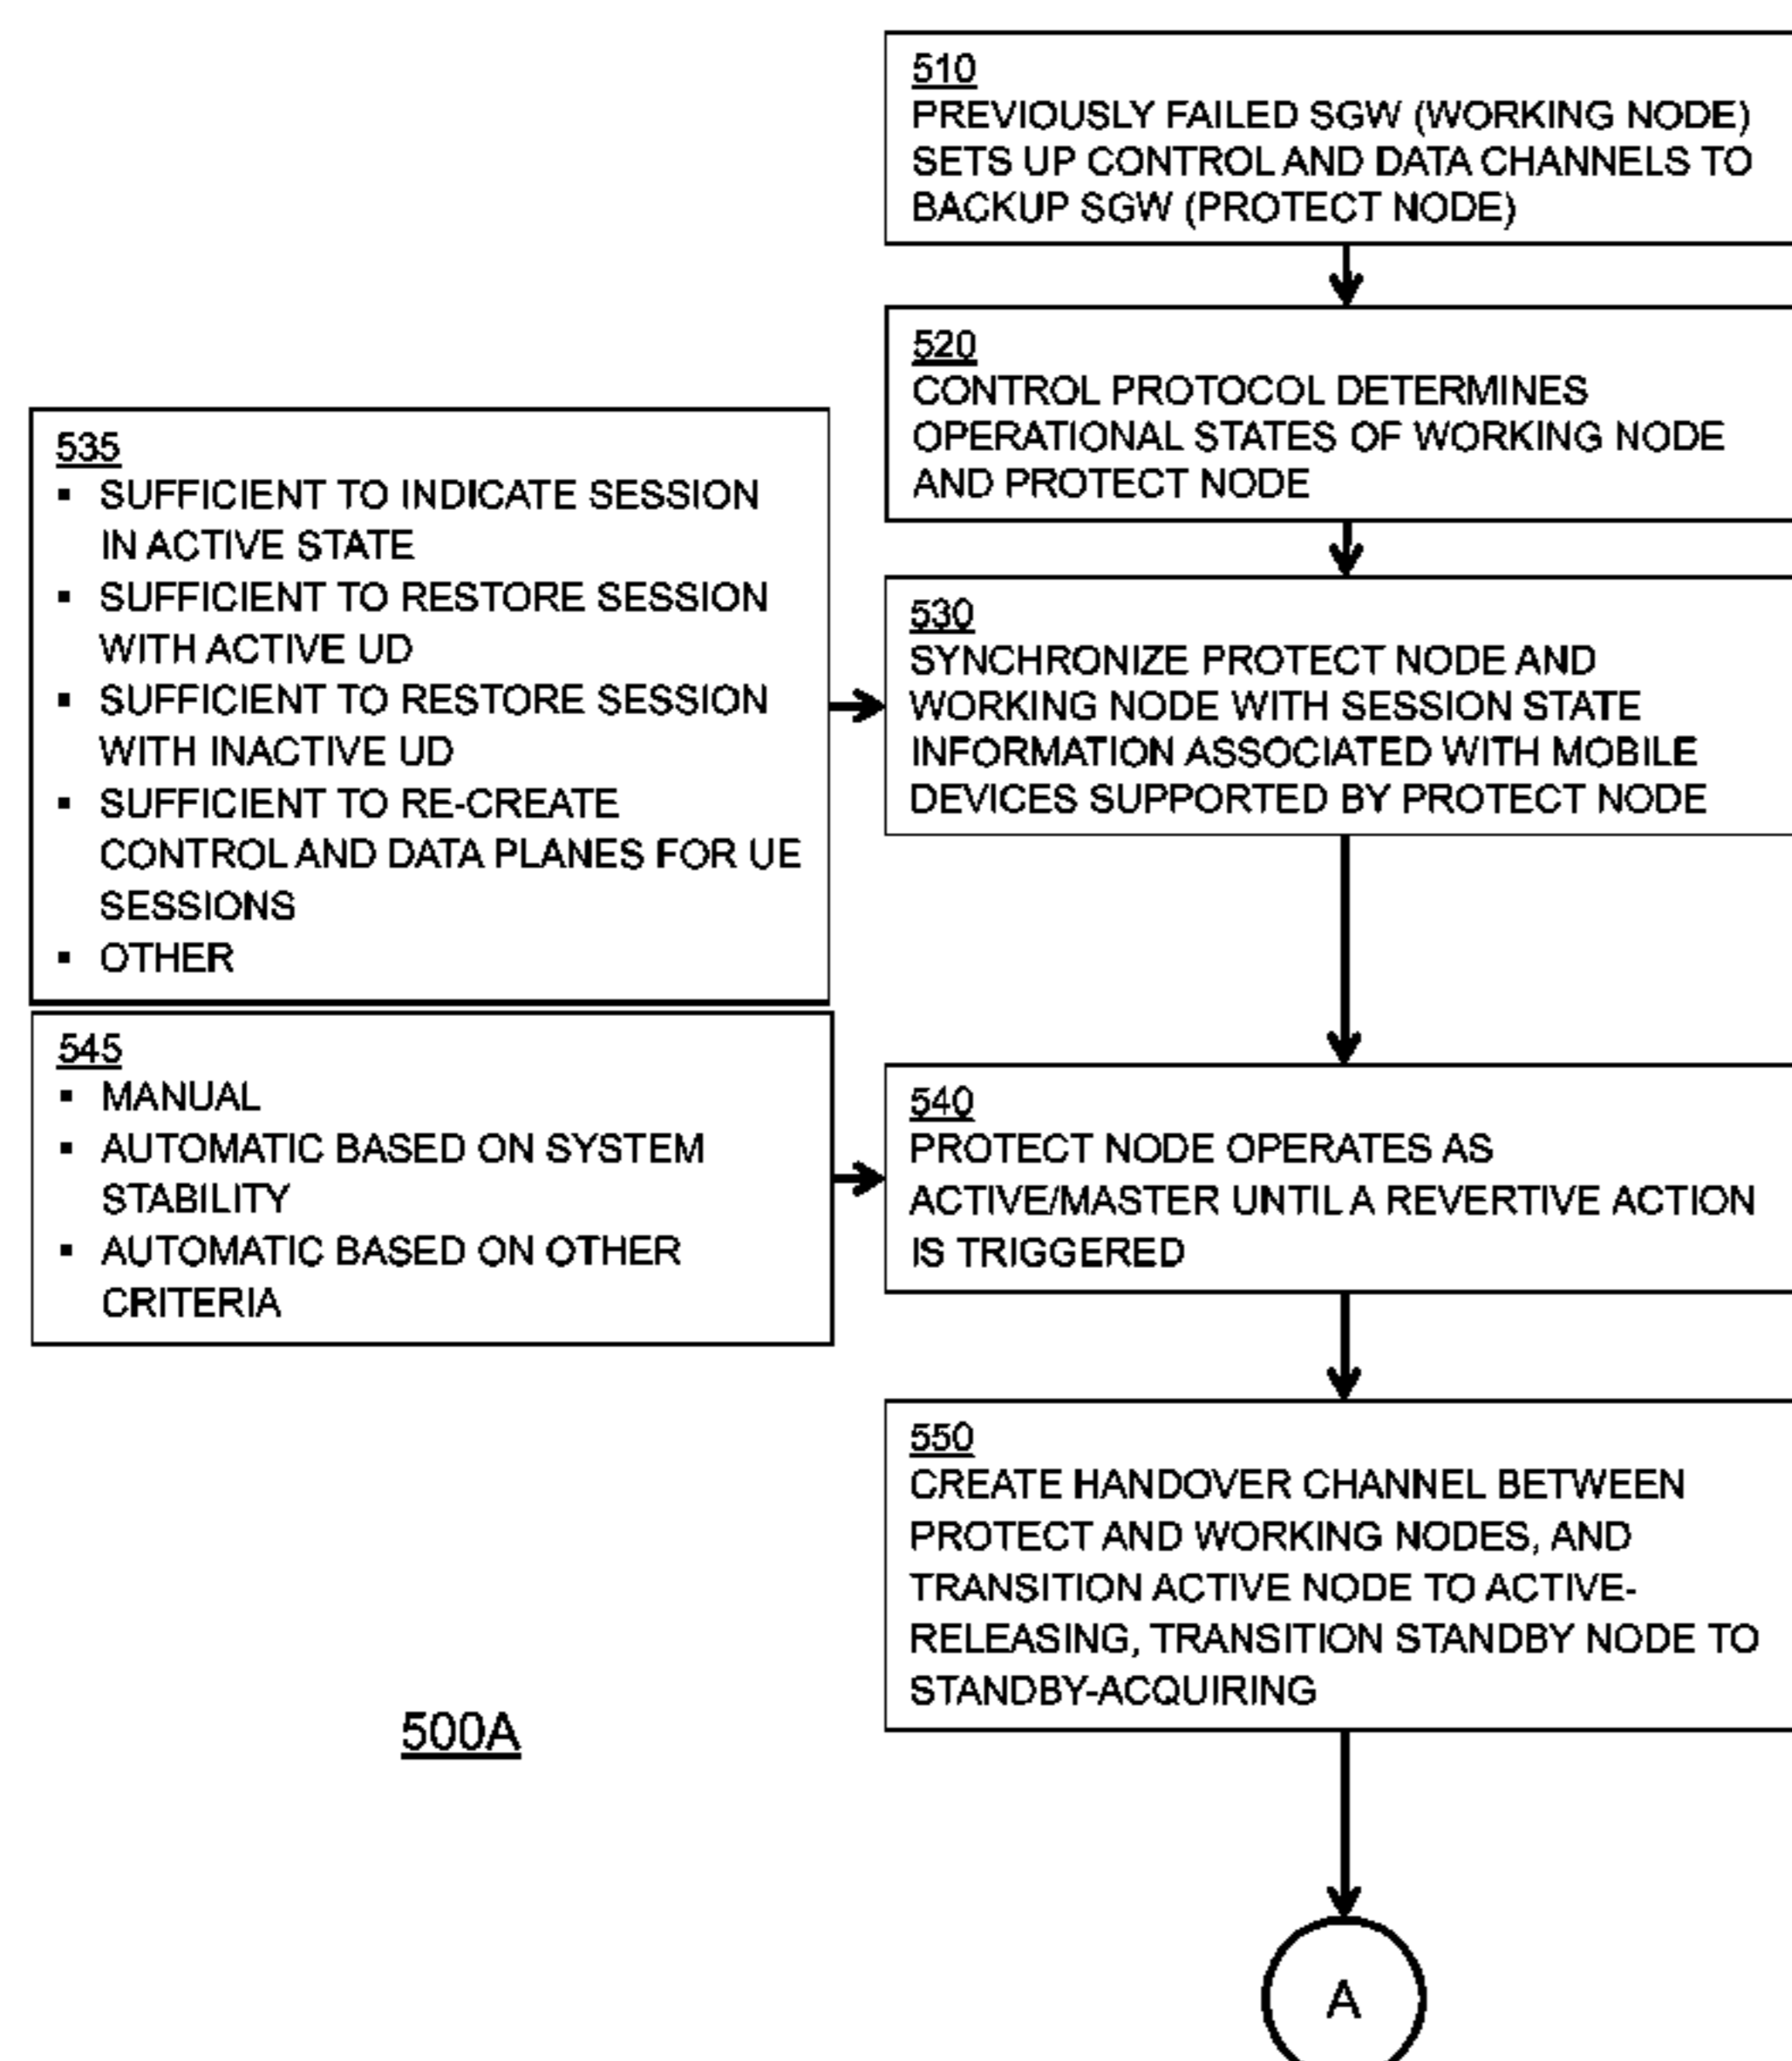 510
PREVIOUSLY FAILED SGW (WORKING NODE)
SETS UP CONTROL AND DATA CHANNELS TO
BACKUP SGW (PROTECT NODE)
520
CONTROL PROTOCOL DETERMINES
OPERATIONAL STATES OF WORKING NODE
AND PROTECT NODE
535
▪ SUFFICIENT TO INDICATE SESSION
IN ACTIVE STATE
▪ SUFFICIENT TO RESTORE SESSION
WITH ACTIVE UD
▪ SUFFICIENT TO RESTORE SESSION
WITH INACTIVE UD
▪ SUFFICIENT TO RE-CREATE
CONTROL AND DATA PLANES FOR UE
SESSIONS
▪ OTHER
530
SYNCHRONIZE PROTECT NODE AND
WORKING NODE WITH SESSION STATE
INFORMATION ASSOCIATED WITH MOBILE
DEVICES SUPPORTED BY PROTECT NODE
545
▪ MANUAL
▪ AUTOMATIC BASED ON SYSTEM
STABILITY
▪ AUTOMATIC BASED ON OTHER
CRITERIA
540
PROTECT NODE OPERATES AS
ACTIVE/MASTER UNTIL A REVERTIVE ACTION
IS TRIGGERED
550
CREATE HANDOVER CHANNEL BETWEEN
PROTECT AND WORKING NODES, AND
TRANSITION ACTIVE NODE TO ACTIVE-
RELEASING, TRANSITION STANDBY NODE TO
STANDBY-ACQUIRING
500A
A